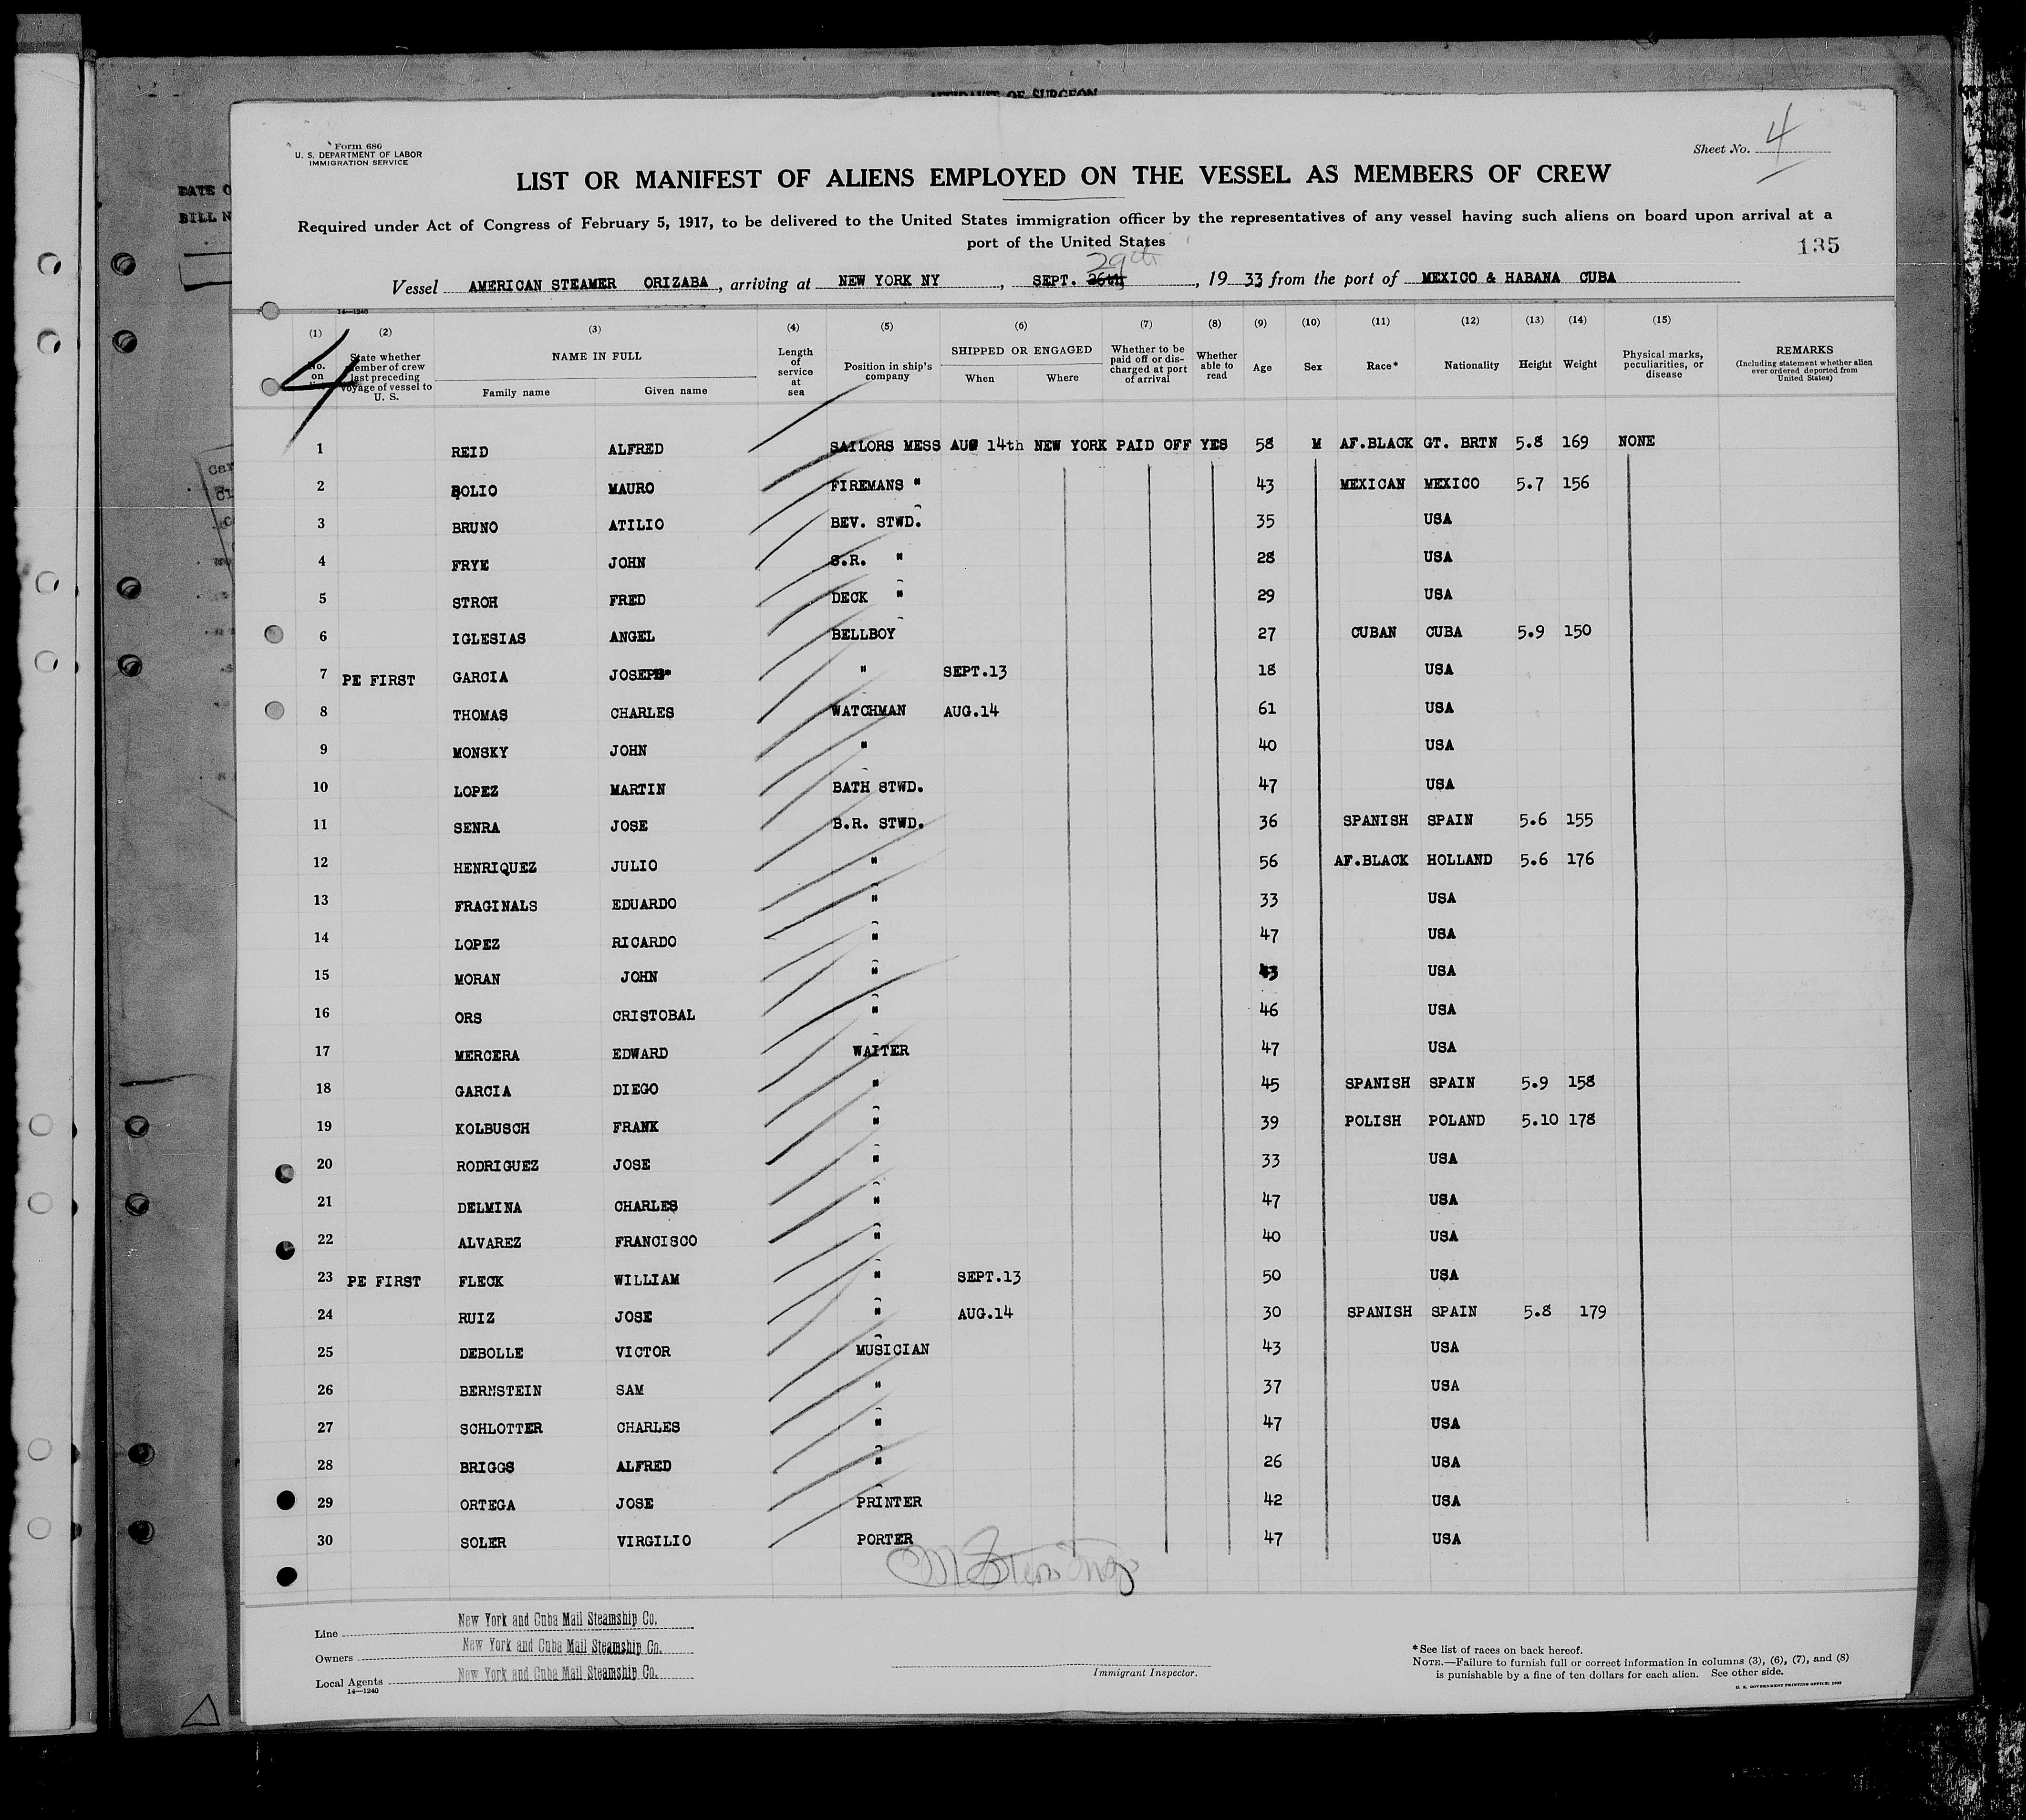 AFFIDAVIT OF SURGEON
DATE O
BILL N
Form 680
U. S. DEPARTMENT OF LABOR
IMMIGRATION SERVICE
Sheet No. 4
LIST OR MANIFEST OF ALIENS EMPLOYED ON THE VESSEL AS MEMBERS OF CREW
Required under Act of Congress of February 5, 1917, to be delivered to the United States immigration officer by the representatives of any vessel having such aliens on board upon arrival at a
port of the United States
135
29th
Vessel AMERICAN STEAMER ORIZABA, arriving at NEW YORK NY, SEPT. 26th, 19 33 from the port of MEXICO & HABANA CUBA
14—1240
4
(1) (2) (3) (4) (5) (6) (7) (8) (9) (10) (11) (12) (13) (14) (15)
No. on State whether member of crew last preceding voyage of vessel to U. S. NAME IN FULL Family name Given name Length of service at sea Position in ship's company SHIPPED OR ENGAGED When Where Whether to be paid off or discharged at port of arrival Whether able to read Age Sex Race* Nationality Height Weight Physical marks, peculiarities, or disease REMARKS (Including statement whether alien ever ordered deported from United States)
1 REID ALFRED SAILORS MESS AUG 14th NEW YORK PAID OFF YES 58 M AF.BLACK GT. BRTN 5.8 169 NONE
2 BOLIO MAURO FIREMANS " 43 MEXICAN MEXICO 5.7 156
3 BRUNO ATILIO BEV. STWD. 35 USA
4 FRYE JOHN S.R. " 28 USA
5 STROH FRED DECK " 29 USA
6 IGLESIAS ANGEL BELLBOY 27 CUBAN CUBA 5.9 150
7 PE FIRST GARCIA JOSEPH " SEPT.13 18 USA
8 THOMAS CHARLES WATCHMAN AUG.14 61 USA
9 MONSKY JOHN " 40 USA
10 LOPEZ MARTIN BATH STWD. 47 USA
11 SENRA JOSE B.R. STWD. 36 SPANISH SPAIN 5.6 155
12 HENRIQUEZ JULIO " 56 AF.BLACK HOLLAND 5.6 176
13 FRAGINALS EDUARDO " 33 USA
14 LOPEZ RICARDO " 47 USA
15 MORAN JOHN " 43 USA
16 ORS CRISTOBAL " 46 USA
17 MERCERA EDWARD WAITER 47 USA
18 GARCIA DIEGO " 45 SPANISH SPAIN 5.9 158
19 KOLBUSCH FRANK " 39 POLISH POLAND 5.10 178
20 RODRIGUEZ JOSE " 33 USA
21 DELMINA CHARLES " 47 USA
22 ALVAREZ FRANCISCO " 40 USA
23 PE FIRST FLECK WILLIAM " SEPT.13 50 USA
24 RUIZ JOSE " AUG.14 30 SPANISH SPAIN 5.8 179
25 DEBOLLE VICTOR MUSICIAN 43 USA
26 BERNSTEIN SAM " 37 USA
27 SCHLOTTER CHARLES " 47 USA
28 BRIGGS ALFRED " 26 USA
29 ORTEGA JOSE PRINTER 42 USA
30 SOLER VIRGILIO PORTER 47 USA
Line New York and Cuba Mail Steamship Co.
Owners New York and Cuba Mail Steamship Co.
Local Agents New York and Cuba Mail Steamship Co.
14—1240
Immigrant Inspector.
*See list of races on back hereof.
NOTE.—Failure to furnish full or correct information in columns (3), (6), (7), and (8)
is punishable by a fine of ten dollars for each alien. See other side.
U. S. GOVERNMENT PRINTING OFFICE: 1933